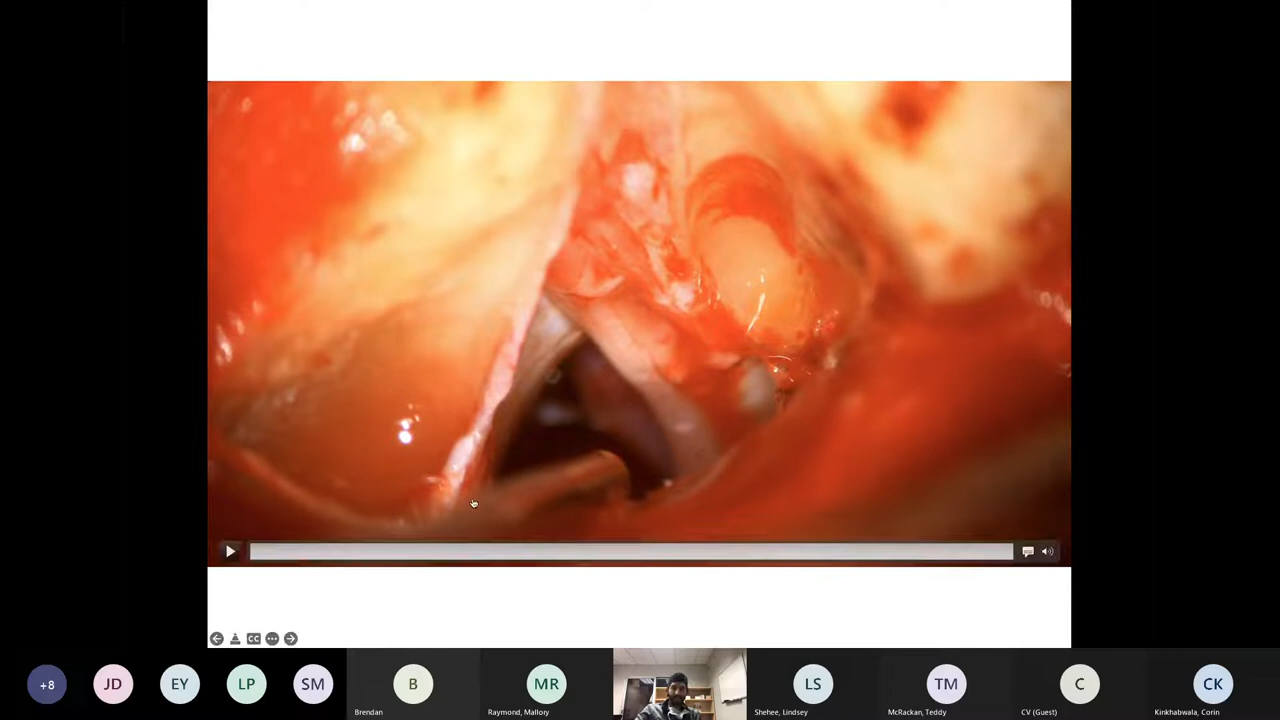 CC
+8
JD
EY
LP
SM
B
Brendan
MR
Raymond, Mallory
LS
Shehee, Lindsey
TM
McRackan, Teddy
C
CV (Guest)
CK
Kinkhabwala, Corin